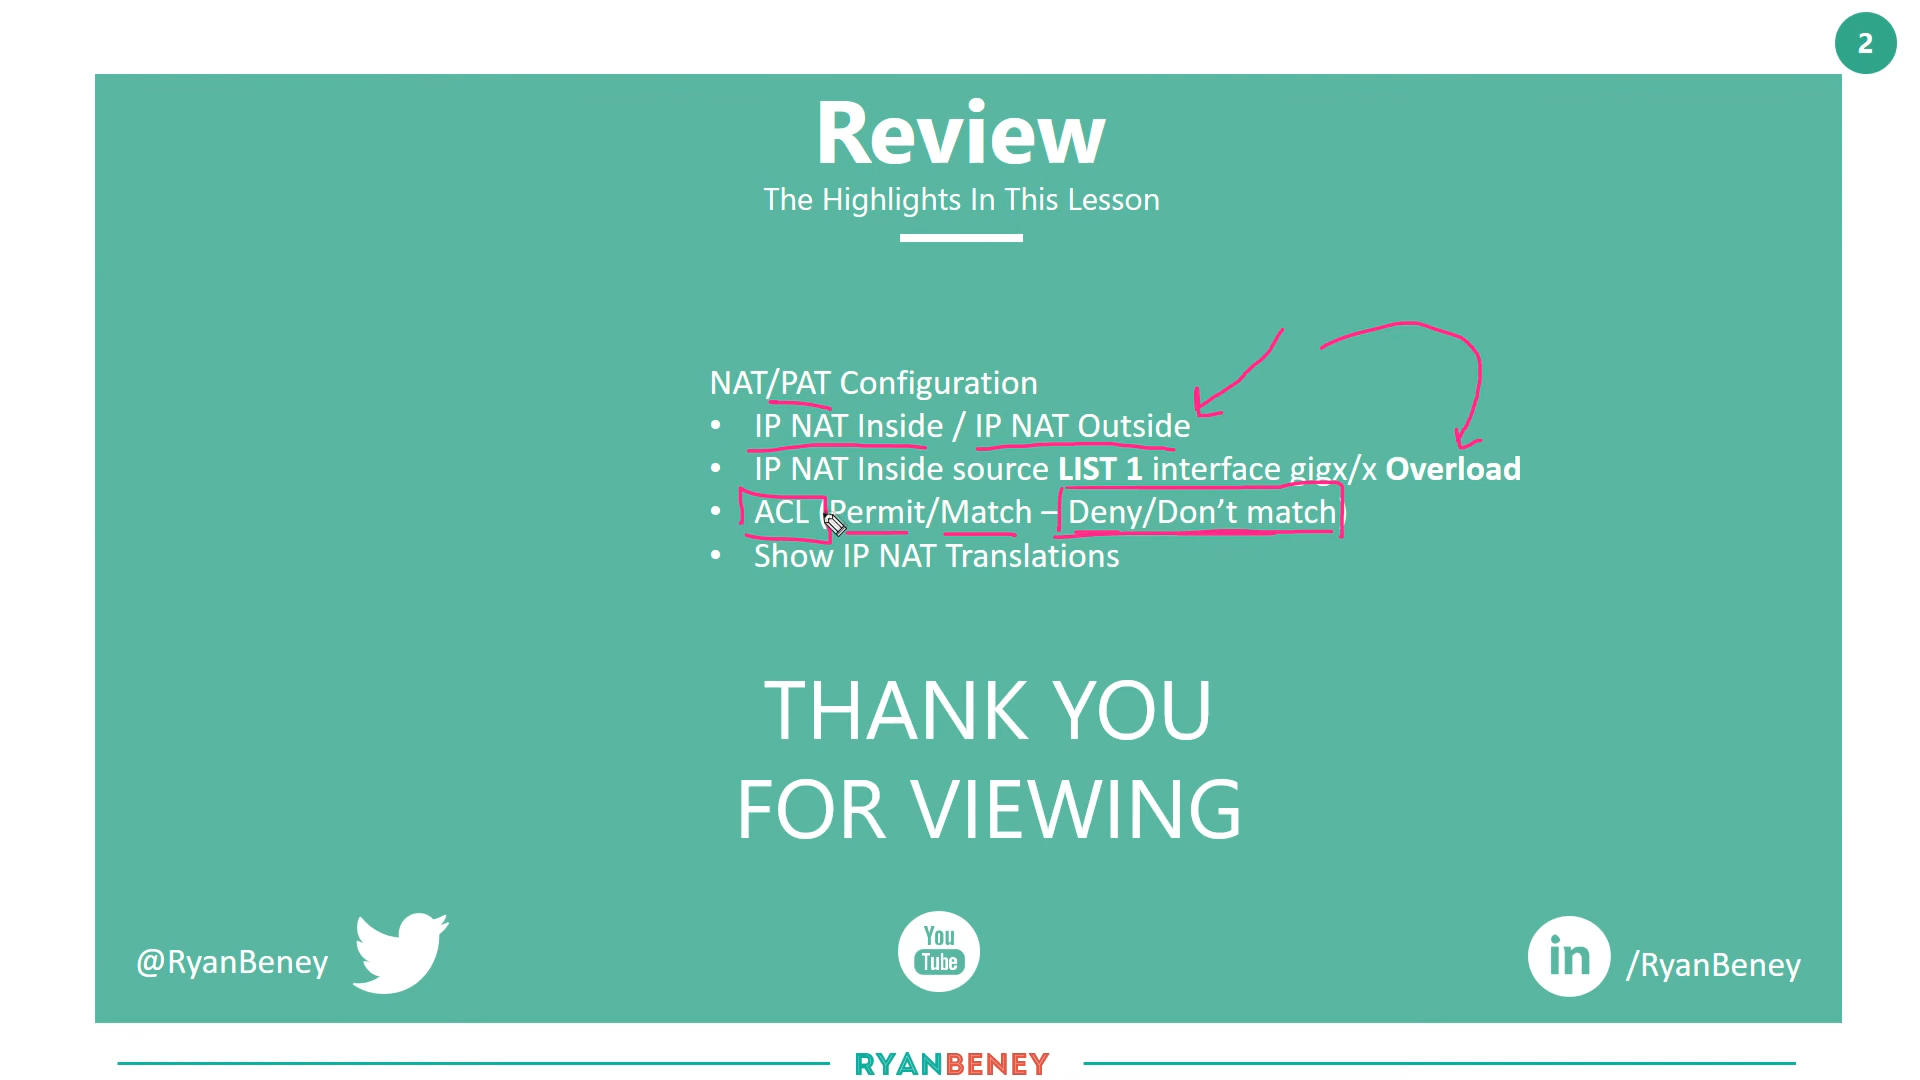 2
Review
The Highlights In This Lesson
NAT/PAT Configuration
• IP NAT Inside / IP NAT Outside
• IP NAT Inside source LIST 1 interface gigx/x Overload
• ACL (Permit/Match – Deny/Don't match)
• Show IP NAT Translations
THANK YOU
FOR VIEWING
@RyanBeney
You
Tube
in
/RyanBeney
RYANBENEY